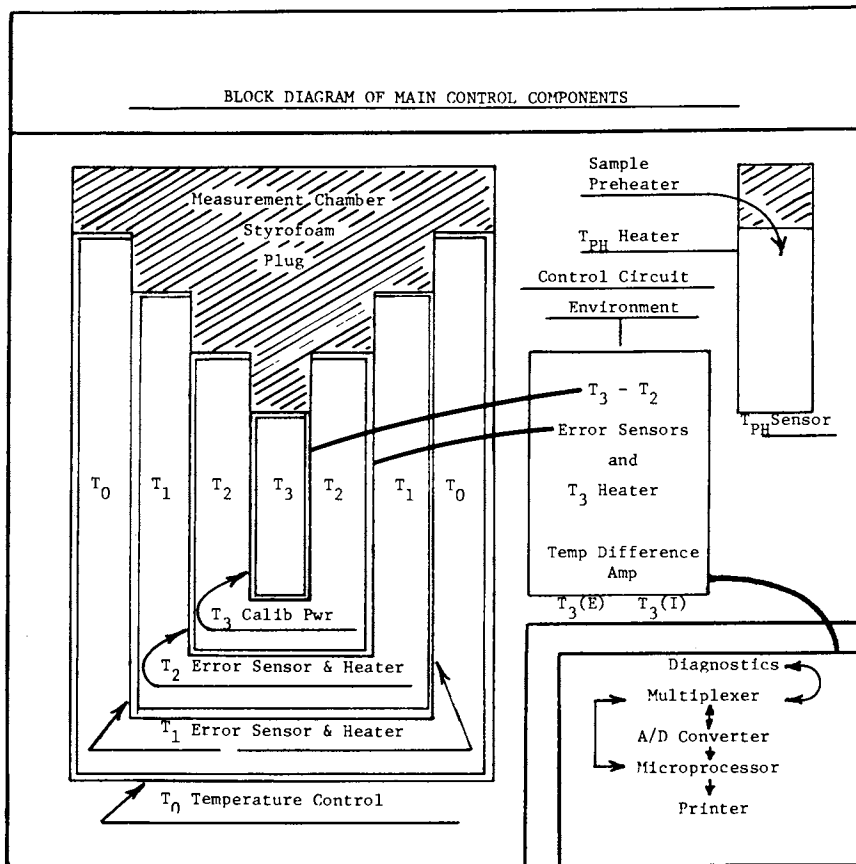 BLOCK DIAGRAM OF MAIN CONTROL COMPONENTS
Measurement Chamber
Styrofoam
Plug
Sample
Preheater
T_PH Heater
Control Circuit
Environment
T_3 - T_2
Error Sensors
and
T_3 Heater
Temp Difference
Amp
T_3(E) T_3(I)
T_PH Sensor
T_0 T_1 T_2 T_3 T_2 T_1 T_0
T_3 Calib Pwr
T_2 Error Sensor & Heater
T_1 Error Sensor & Heater
T_0 Temperature Control
Diagnostics
Multiplexer
A/D Converter
Microprocessor
Printer